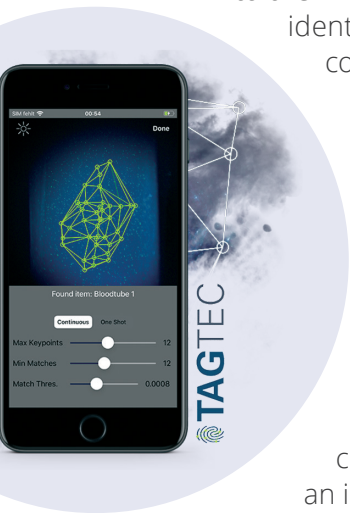 ident
co
SIM fehlt 00:54
Done
Found item: Bloodtube 1
Continuous One Shot
Max Keypoints 12
Min Matches 12
Match Thres. 0.0008
TAGTEC
c
an i